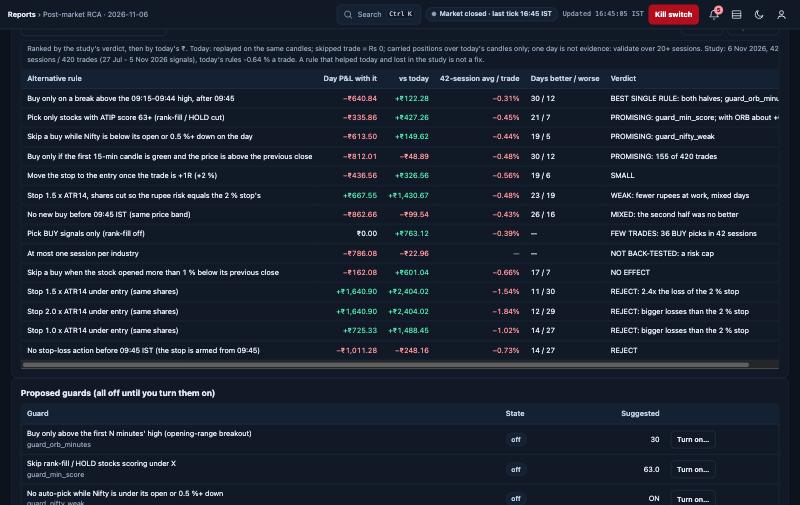 Reports › Post-market RCA · 2026-11-06
Search Ctrl K
Market closed · last tick 16:45 IST
Updated 16:45:05 IST
Kill switch
5
Ranked by the study's verdict, then by today's ₹. Today: replayed on the same candles; skipped trade = Rs 0; carried positions over today's candles only; one day is not evidence: validate over 20+ sessions. Study: 6 Nov 2026, 42
sessions / 420 trades (27 Jul - 5 Nov 2026 signals), today's rules -0.64 % a trade. A rule that helped today and lost in the study is not a fix.
Alternative rule Day P&L with it vs today 42-session avg / trade Days better / worse Verdict
Buy only on a break above the 09:15–09:44 high, after 09:45 −₹640.84 +₹122.28 −0.31% 30 / 12 BEST SINGLE RULE: both halves; guard_orb_minu
Pick only stocks with ATIP score 63+ (rank-fill / HOLD cut) −₹335.86 +₹427.26 −0.45% 21 / 7 PROMISING: guard_min_score; with ORB about +
Skip a buy while Nifty is below its open or 0.5 %+ down on the day −₹613.50 +₹149.62 −0.44% 19 / 5 PROMISING: guard_nifty_weak
Buy only if the first 15-min candle is green and the price is above the previous close −₹812.01 −₹48.89 −0.48% 30 / 12 PROMISING: 155 of 420 trades
Move the stop to the entry once the trade is +1R (+2 %) −₹436.56 +₹326.56 −0.56% 19 / 6 SMALL
Stop 1.5 x ATR14, shares cut so the rupee risk equals the 2 % stop's +₹667.55 +₹1,430.67 −0.48% 23 / 19 WEAK: fewer rupees at work, mixed days
No new buy before 09:45 IST (same price band) −₹862.66 −₹99.54 −0.43% 26 / 16 MIXED: the second half was no better
Pick BUY signals only (rank-fill off) ₹0.00 +₹763.12 −0.39% — FEW TRADES: 36 BUY picks in 42 sessions
At most one session per industry −₹786.08 −₹22.96 — — NOT BACK-TESTED: a risk cap
Skip a buy when the stock opened more than 1 % below its previous close −₹162.08 +₹601.04 −0.66% 17 / 7 NO EFFECT
Stop 1.5 x ATR14 under entry (same shares) +₹1,640.90 +₹2,404.02 −1.54% 11 / 30 REJECT: 2.4x the loss of the 2 % stop
Stop 2.0 x ATR14 under entry (same shares) +₹1,640.90 +₹2,404.02 −1.84% 12 / 29 REJECT: bigger losses than the 2 % stop
Stop 1.0 x ATR14 under entry (same shares) +₹725.33 +₹1,488.45 −1.02% 14 / 27 REJECT: bigger losses than the 2 % stop
No stop-loss action before 09:45 IST (the stop is armed from 09:45) −₹1,011.28 −₹248.16 −0.73% 14 / 27 REJECT
Proposed guards (all off until you turn them on)
Guard State Suggested
Buy only above the first N minutes' high (opening-range breakout) off 30 Turn on...
guard_orb_minutes
Skip rank-fill / HOLD stocks scoring under X off 63.0 Turn on...
guard_min_score
No auto-pick while Nifty is under its open or 0.5 %+ down off ON Turn on...
guard_nifty_weak